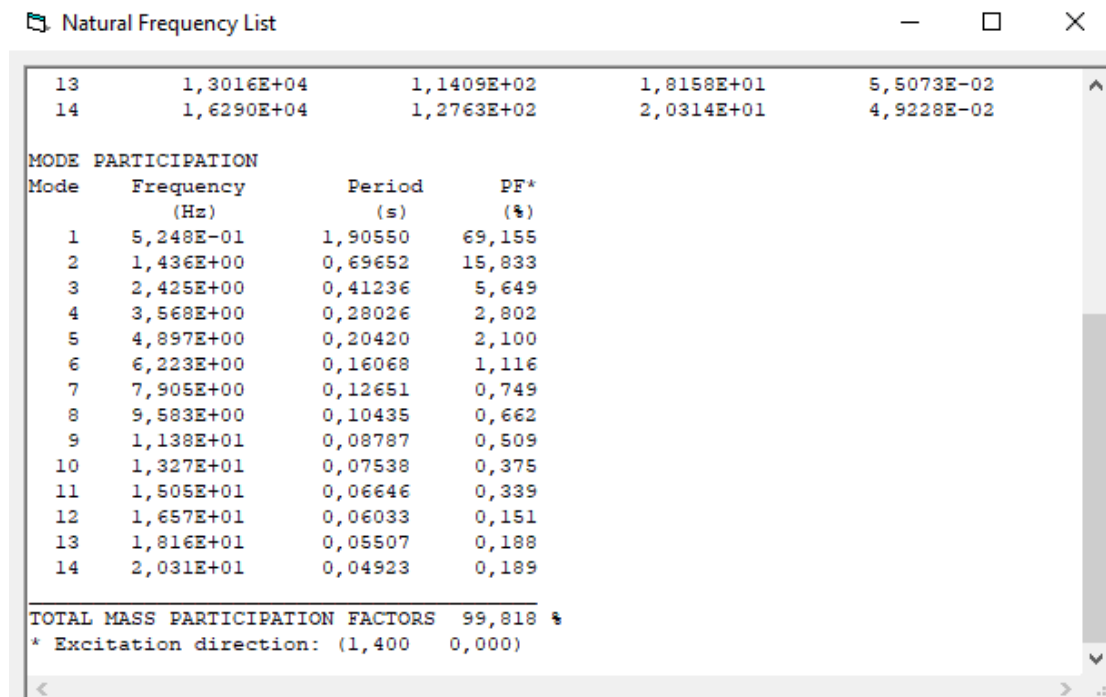 Natural Frequency List
13 1,3016E+04 1,1409E+02 1,8158E+01 5,5073E-02
14 1,6290E+04 1,2763E+02 2,0314E+01 4,9228E-02
MODE PARTICIPATION
Mode Frequency Period PF*
(Hz) (s) (%)
1 5,248E-01 1,90550 69,155
2 1,436E+00 0,69652 15,833
3 2,425E+00 0,41236 5,649
4 3,568E+00 0,28026 2,802
5 4,897E+00 0,20420 2,100
6 6,223E+00 0,16068 1,116
7 7,905E+00 0,12651 0,749
8 9,583E+00 0,10435 0,662
9 1,138E+01 0,08787 0,509
10 1,327E+01 0,07538 0,375
11 1,505E+01 0,06646 0,339
12 1,657E+01 0,06033 0,151
13 1,816E+01 0,05507 0,188
14 2,031E+01 0,04923 0,189
TOTAL MASS PARTICIPATION FACTORS 99,818 %
* Excitation direction: (1,400 0,000)